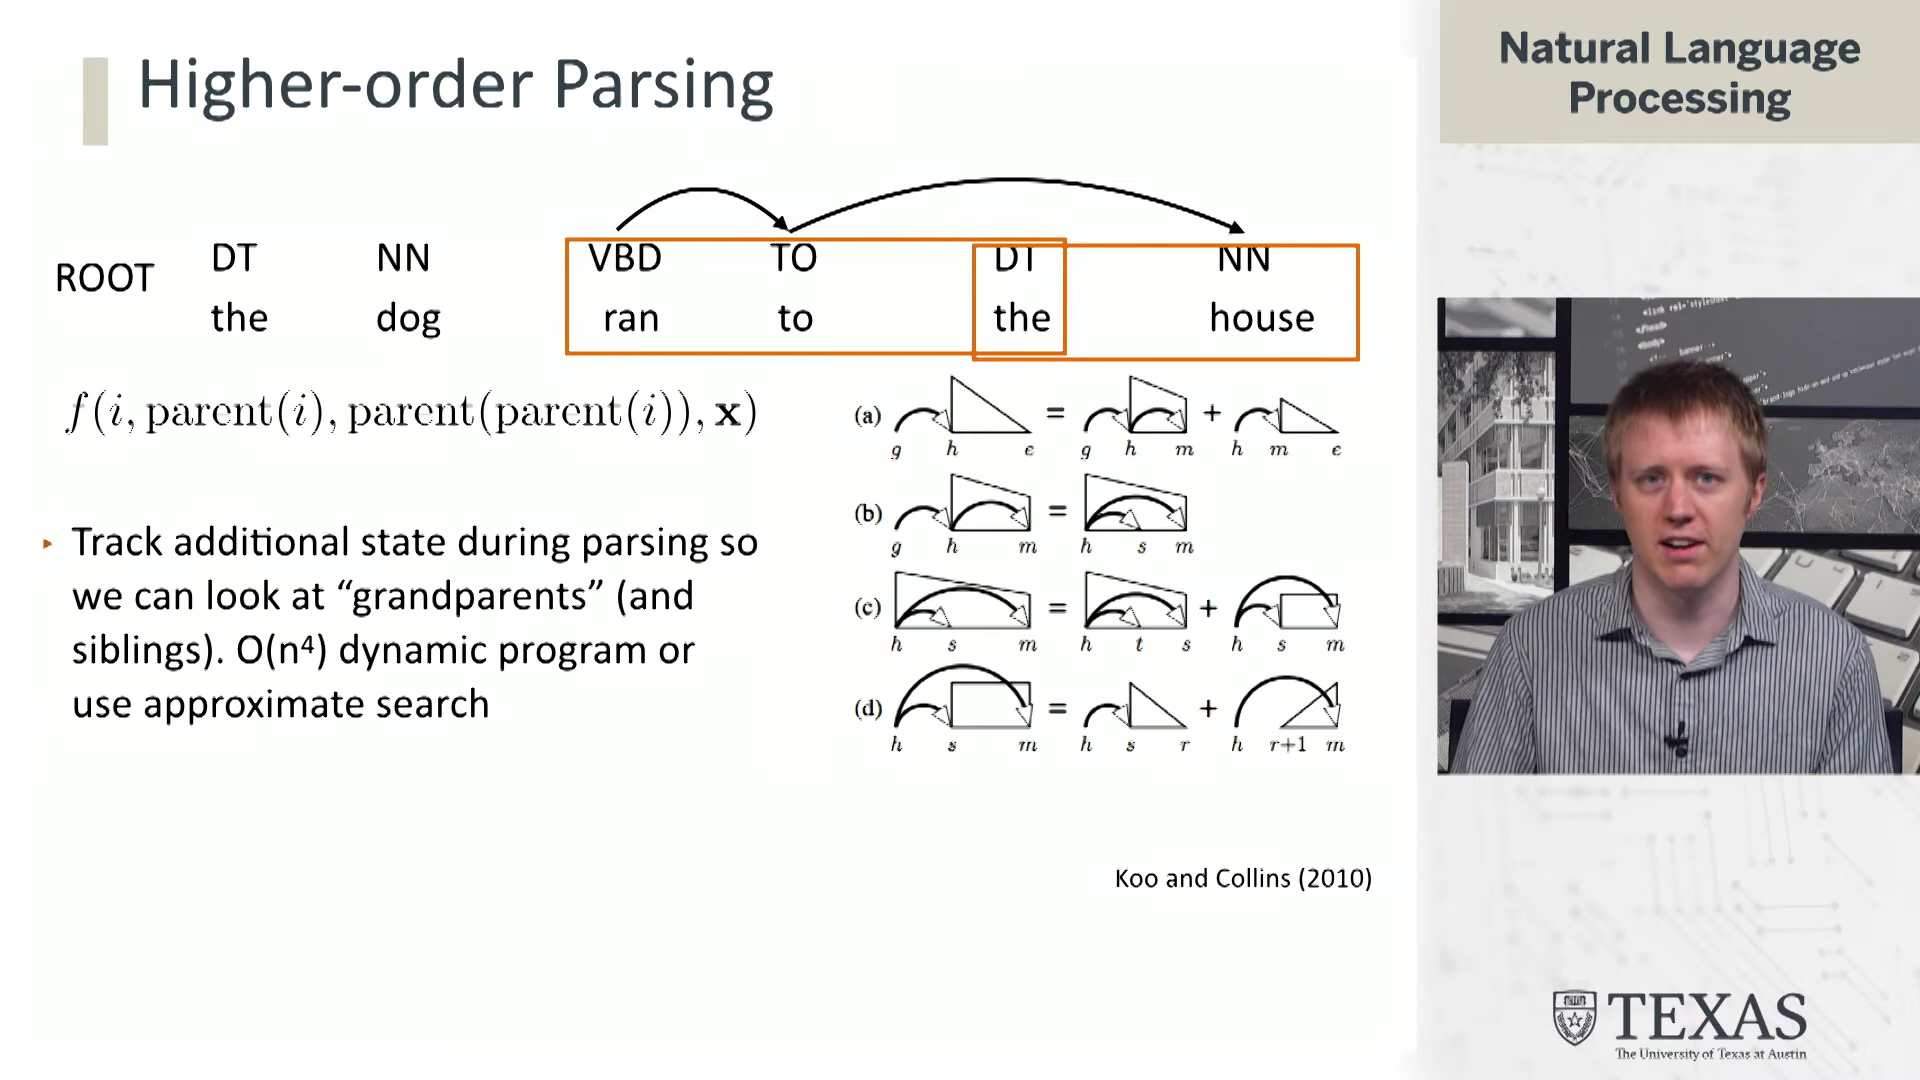 Higher-order Parsing
Natural Language
Processing
ROOT DT NN VBD TO DT NN
the dog ran to the house
f(i, parent(i), parent(parent(i)), x)
▸ Track additional state during parsing so
we can look at “grandparents” (and
siblings). O(n⁴) dynamic program or
use approximate search
(a) = +
g h e g h m h m e
(b) =
g h m h s m
(c) = +
h s m h t s h s m
(d) = +
h s m h s r h r+1 m
Koo and Collins (2010)
TEXAS
The University of Texas at Austin